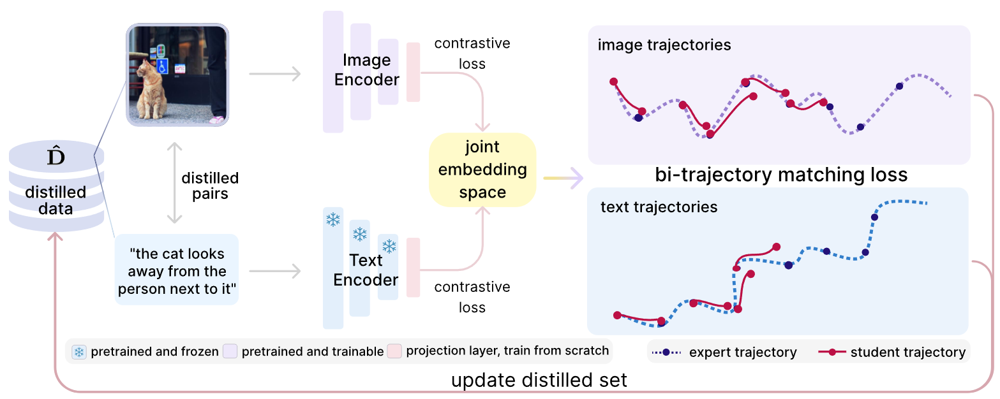 D̂
distilled
data
distilled
pairs
"the cat looks
away from the
person next to it"
Image
Encoder
Text
Encoder
contrastive
loss
contrastive
loss
joint
embedding
space
image trajectories
bi-trajectory matching loss
text trajectories
pretrained and frozen
pretrained and trainable
projection layer, train from scratch
expert trajectory
student trajectory
update distilled set